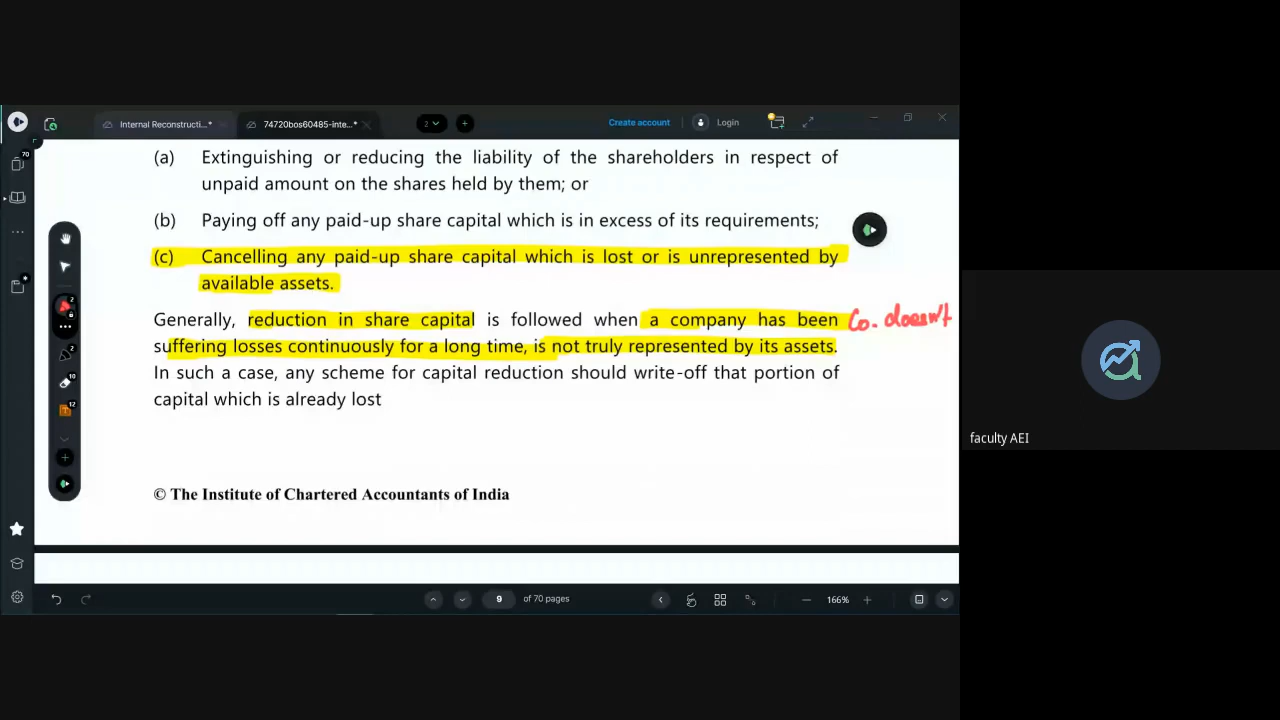 Internal Reconstructi...*
74720bos60485-inte...*
2
Create account
Login
70
(a) Extinguishing or reducing the liability of the shareholders in respect of
unpaid amount on the shares held by them; or
(b) Paying off any paid-up share capital which is in excess of its requirements;
(c) Cancelling any paid-up share capital which is lost or is unrepresented by
available assets.
Generally, reduction in share capital is followed when a company has been Co. doesn't
suffering losses continuously for a long time, is not truly represented by its assets.
In such a case, any scheme for capital reduction should write-off that portion of
capital which is already lost
2
2
10
12
© The Institute of Chartered Accountants of India
9 of 70 pages
166%
faculty AEI